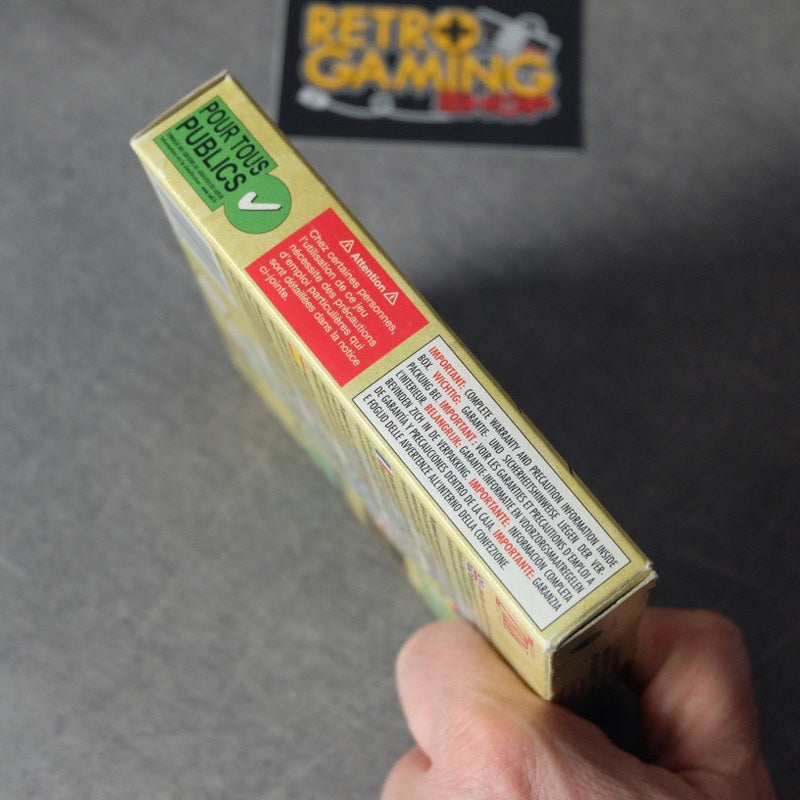 RETRO
GAMING
SHOP
POUR TOUS
PUBLICS
Attention
Chez certaines personnes,
l'utilisation de ce jeu
nécessite des précautions
d'emploi particulières qui
sont détaillées dans la notice
ci-jointe.
IMPORTANT: COMPLETE WARRANTY AND PRECAUTION INFORMATION INSIDE
BOX. WICHTIG: GARANTIE- UND SICHERHEITSHINWEISE LIEGEN DER VER-
PACKUNG BEI. IMPORTANT: VOIR LES GARANTIES ET PRECAUTIONS D'EMPLOI A
L'INTERIEUR. BELANGRIJK: GARANTIE-INFORMATIE EN VOORZORGSMAATREGELEN
BEVINDEN ZICH IN DE VERPAKKING. IMPORTANTE: INFORMACION COMPLETA
DE GARANTIA Y PRECAUCIONES DENTRO DE LA CAJA. IMPORTANTE: GARANZIA
E FOGLIO DELLE AVVERTENZE ALL'INTERNO DELLA CONFEZIONE.